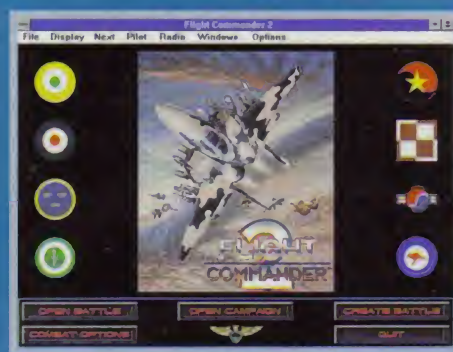 Flight Commander 2
File Display Next Pilot Radio Windows Options
FLIGHT
2
COMMANDER
OPEN BATTLE
OPEN CAMPAIGN
CREATE BATTLE
COMBAT OPTIONS
QUIT